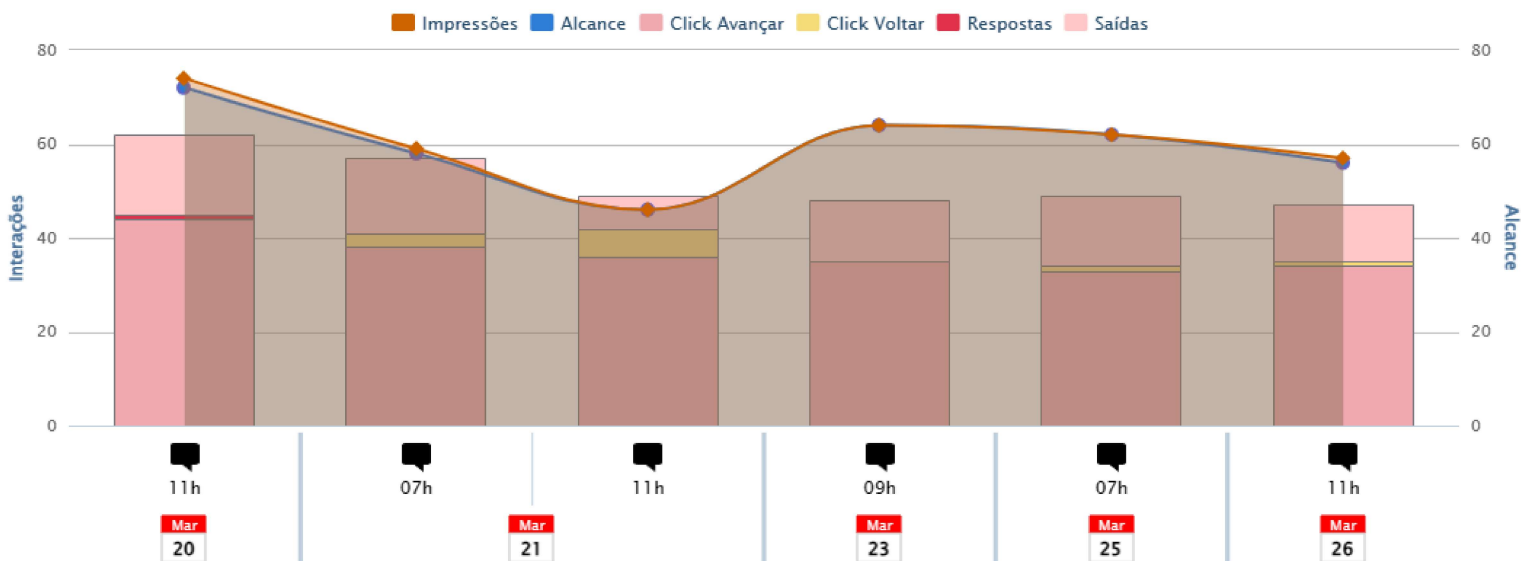 Impressões Alcance Click Avançar Click Voltar Respostas Saídas
80 80
60 60
40 40
20 20
0 0
Interações
Alcance
11h 07h 11h 09h 07h 11h
Mar Mar Mar Mar Mar
20 21 23 25 26